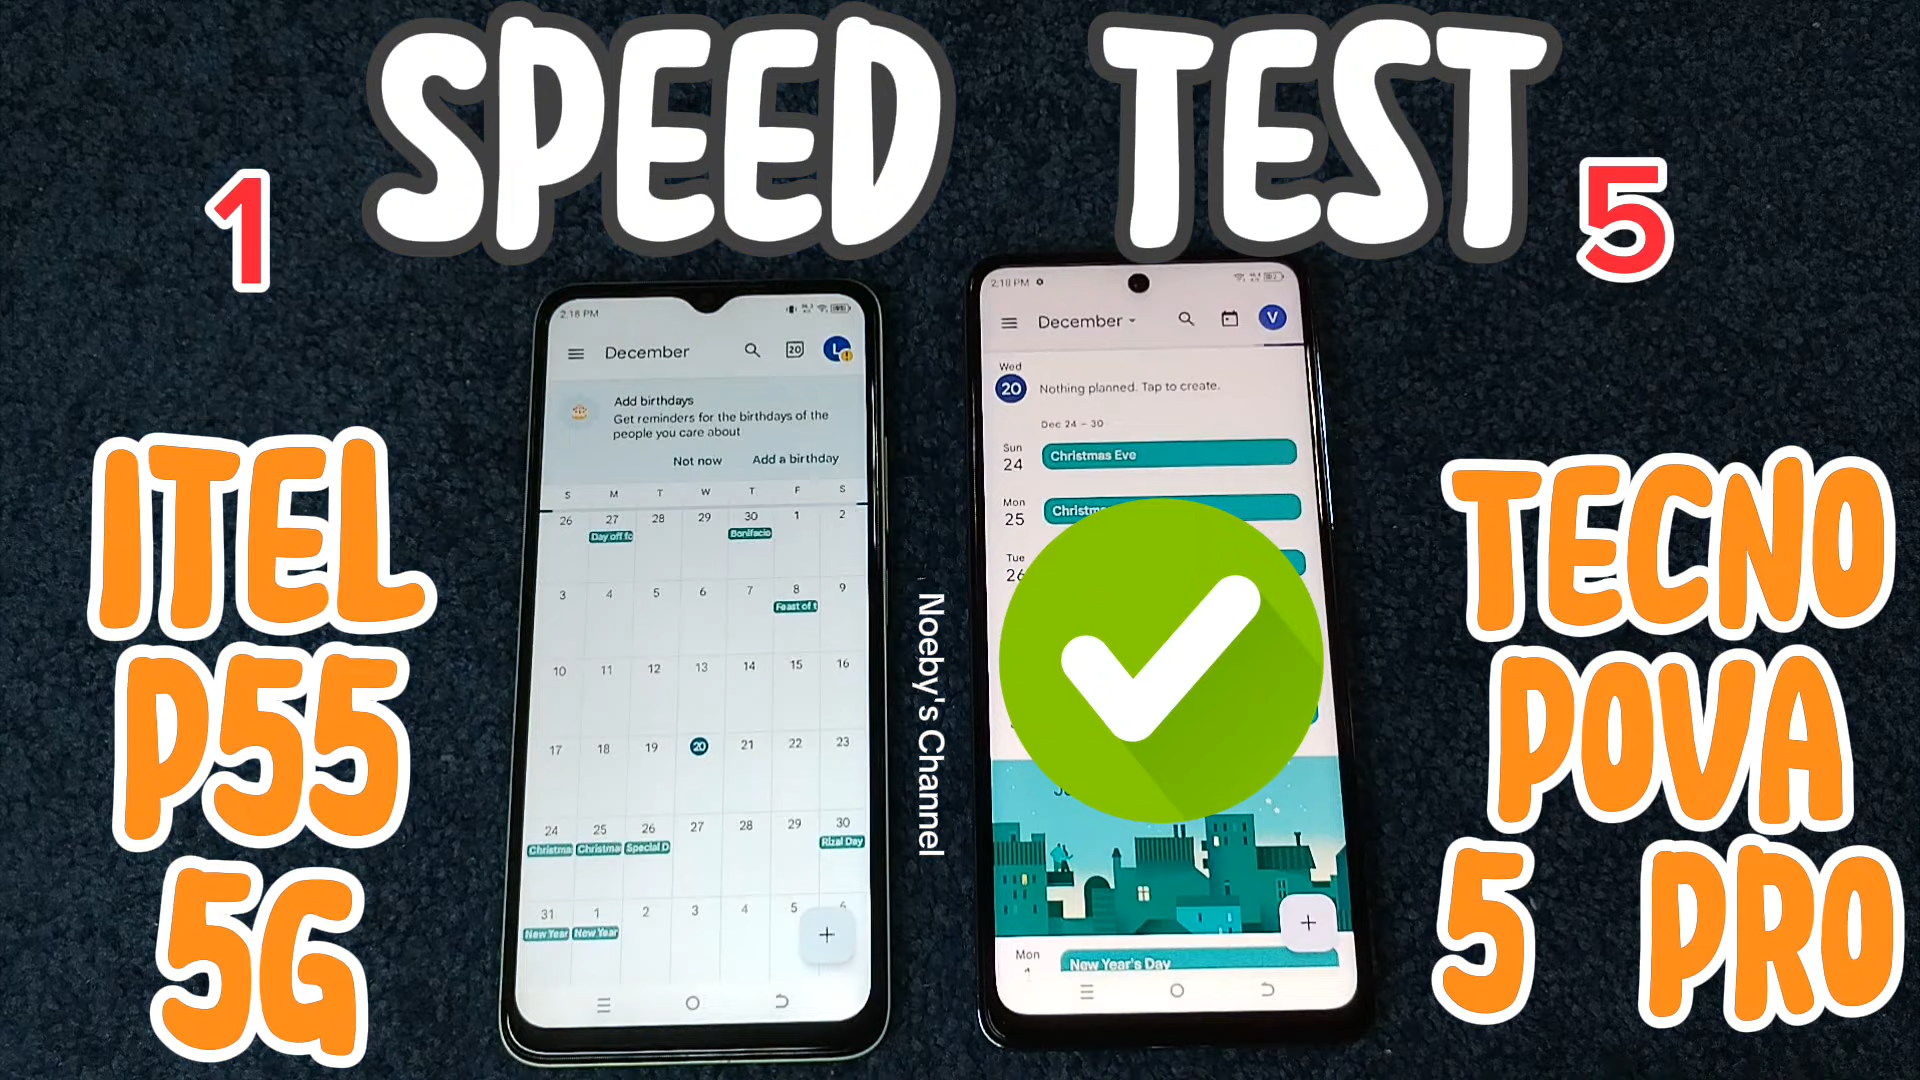 SPEED TEST
1
5
ITEL
P55
5G
TECNO
POVA
5 PRO
Noeby's Channel
2:18 PM
December
20
L
Add birthdays
Get reminders for the birthdays of the
people you care about
Not now Add a birthday
S M T W T F S
26 27 28 29 30 1 2
Day off fo Bonifacio
3 4 5 6 7 8 9
Feast of t
10 11 12 13 14 15 16
17 18 19 20 21 22 23
24 25 26 27 28 29 30
Christma Christma Special D Rizal Day
31 1 2 3 4 5 6
New Year New Year
2:18 PM
December
V
Wed
20 Nothing planned. Tap to create.
Dec 24 – 30
Sun
24 Christmas Eve
Mon
25 Christm
Tue
26
Mon
New Year's Day